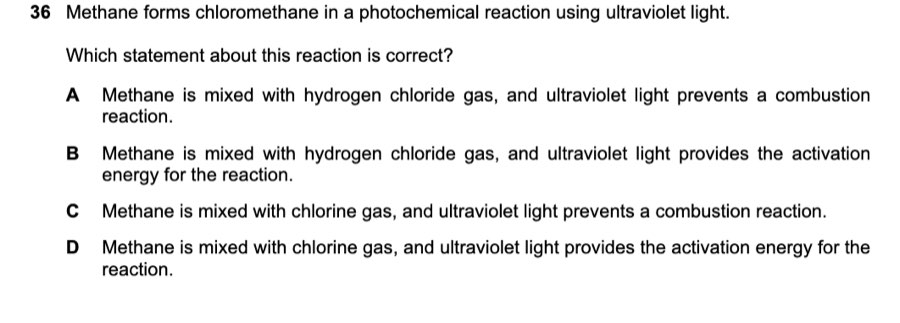 36 Methane forms chloromethane in a photochemical reaction using ultraviolet light.
Which statement about this reaction is correct?
A Methane is mixed with hydrogen chloride gas, and ultraviolet light prevents a combustion
reaction.
B Methane is mixed with hydrogen chloride gas, and ultraviolet light provides the activation
energy for the reaction.
C Methane is mixed with chlorine gas, and ultraviolet light prevents a combustion reaction.
D Methane is mixed with chlorine gas, and ultraviolet light provides the activation energy for the
reaction.